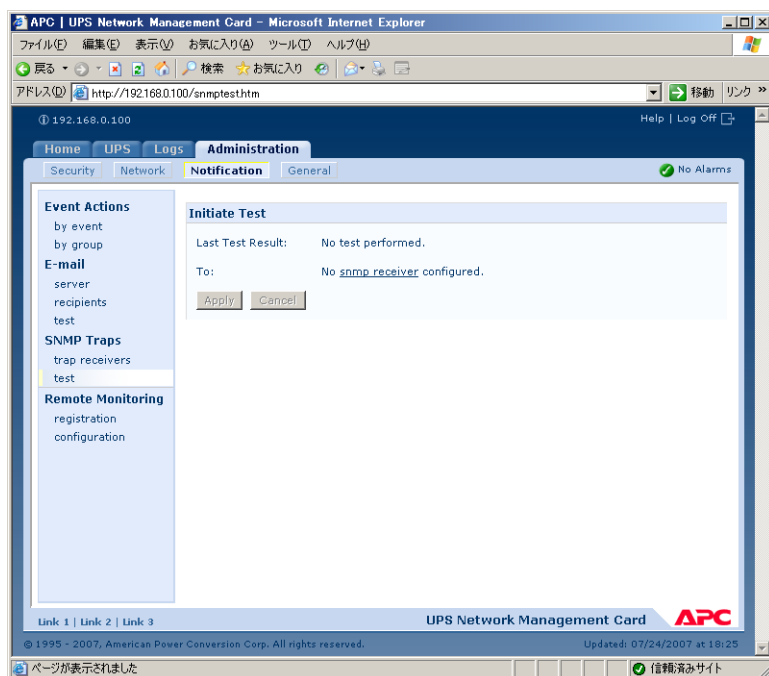 APC | UPS Network Management Card - Microsoft Internet Explorer
ファイル(F) 編集(E) 表示(V) お気に入り(A) ツール(T) ヘルプ(H)
戻る 検索 お気に入り
アドレス(D) http://192.168.0.100/snmptest.htm 移動 リンク »
192.168.0.100 Help | Log Off
Home UPS Logs Administration
Security Network Notification General No Alarms
Event Actions
by event
by group
E-mail
server
recipients
test
SNMP Traps
trap receivers
test
Remote Monitoring
registration
configuration
Initiate Test
Last Test Result: No test performed.
To: No snmp receiver configured.
Apply Cancel
Link 1 | Link 2 | Link 3 UPS Network Management Card APC
© 1995 - 2007, American Power Conversion Corp. All rights reserved. Updated: 07/24/2007 at 18:25
ページが表示されました 信頼済みサイト